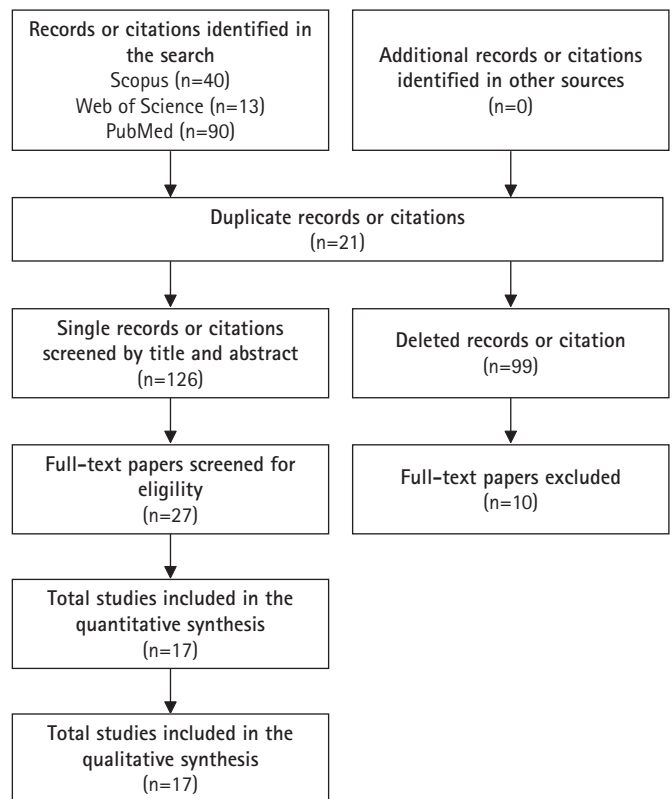 Records or citations identified in
the search
Scopus (n=40)
Web of Science (n=13)
PubMed (n=90)
Additional records or citations
identified in other sources
(n=0)
Duplicate records or citations
(n=21)
Single records or citations
screened by title and abstract
(n=126)
Deleted records or citation
(n=99)
Full-text papers screened for
eligility
(n=27)
Full-text papers excluded
(n=10)
Total studies included in the
quantitative synthesis
(n=17)
Total studies included in the
qualitative synthesis
(n=17)